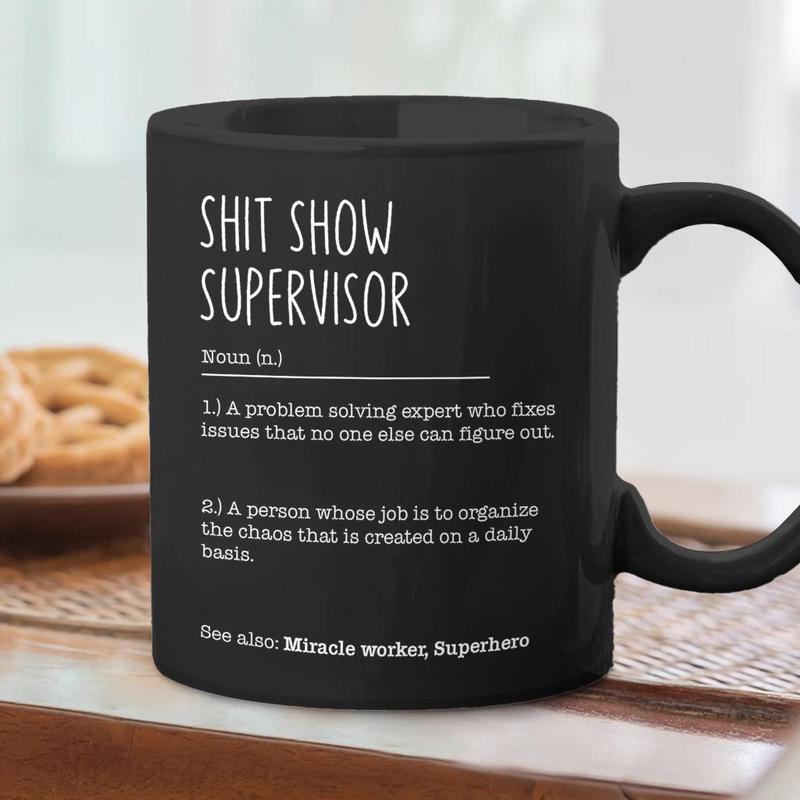 SHIT SHOW
SUPERVISOR
Noun (n.)
1.) A problem solving expert who fixes
issues that no one else can figure out.
2.) A person whose job is to organize
the chaos that is created on a daily
basis.
See also: Miracle worker, Superhero